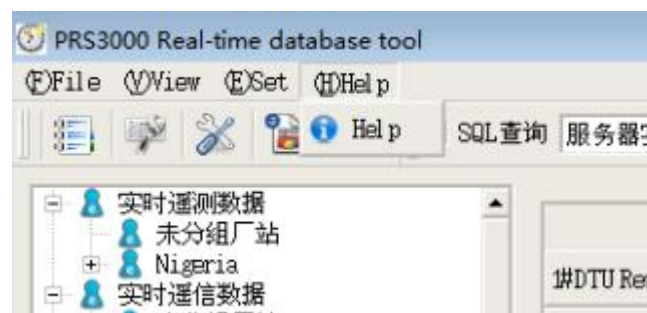 PRS3000 Real-time database tool
(F)File (V)View (E)Set (H)Help
Help SQL查询 服务器
实时遥测数据
未分组厂站
Nigeria
1#DTU Re
实时遥信数据